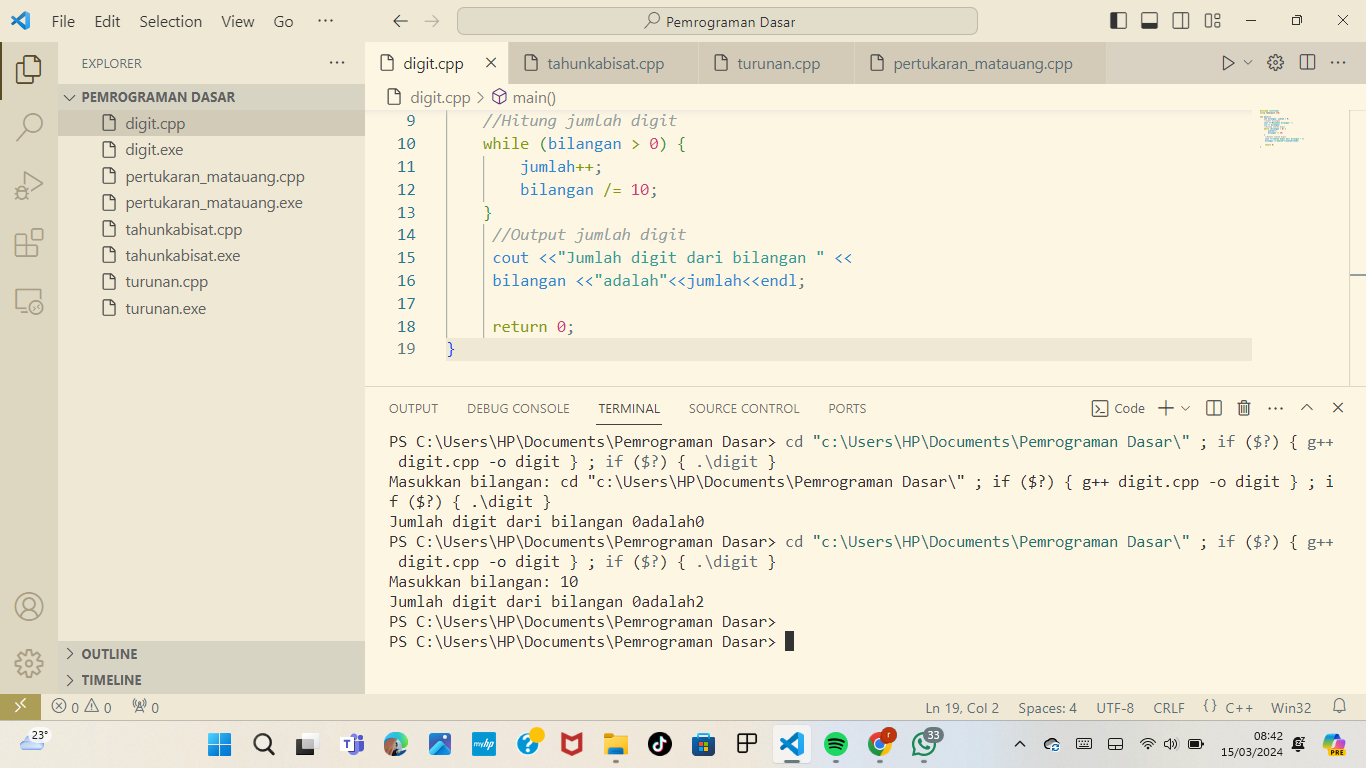 File Edit Selection View Go ···
Pemrograman Dasar
EXPLORER ···
PEMROGRAMAN DASAR
digit.cpp
digit.exe
pertukaran_matauang.cpp
pertukaran_matauang.exe
tahunkabisat.cpp
tahunkabisat.exe
turunan.cpp
turunan.exe
OUTLINE
TIMELINE
digit.cpp tahunkabisat.cpp turunan.cpp pertukaran_matauang.cpp
digit.cpp > main()
9 //Hitung jumlah digit
10 while (bilangan > 0) {
11 jumlah++;
12 bilangan /= 10;
13 }
14 //Output jumlah digit
15 cout <<"Jumlah digit dari bilangan " <<
16 bilangan <<"adalah"<<jumlah<<endl;
17
18 return 0;
19 }
OUTPUT DEBUG CONSOLE TERMINAL SOURCE CONTROL PORTS Code
PS C:\Users\HP\Documents\Pemrograman Dasar> cd "c:\Users\HP\Documents\Pemrograman Dasar\" ; if ($?) { g++
digit.cpp -o digit } ; if ($?) { .\digit }
Masukkan bilangan: cd "c:\Users\HP\Documents\Pemrograman Dasar\" ; if ($?) { g++ digit.cpp -o digit } ; i
f ($?) { .\digit }
Jumlah digit dari bilangan 0adalah0
PS C:\Users\HP\Documents\Pemrograman Dasar> cd "c:\Users\HP\Documents\Pemrograman Dasar\" ; if ($?) { g++
digit.cpp -o digit } ; if ($?) { .\digit }
Masukkan bilangan: 10
Jumlah digit dari bilangan 0adalah2
PS C:\Users\HP\Documents\Pemrograman Dasar>
PS C:\Users\HP\Documents\Pemrograman Dasar>
0 0 0 Ln 19, Col 2 Spaces: 4 UTF-8 CRLF {} C++ Win32
23° myhp r 33 08:42
15/03/2024 PRE